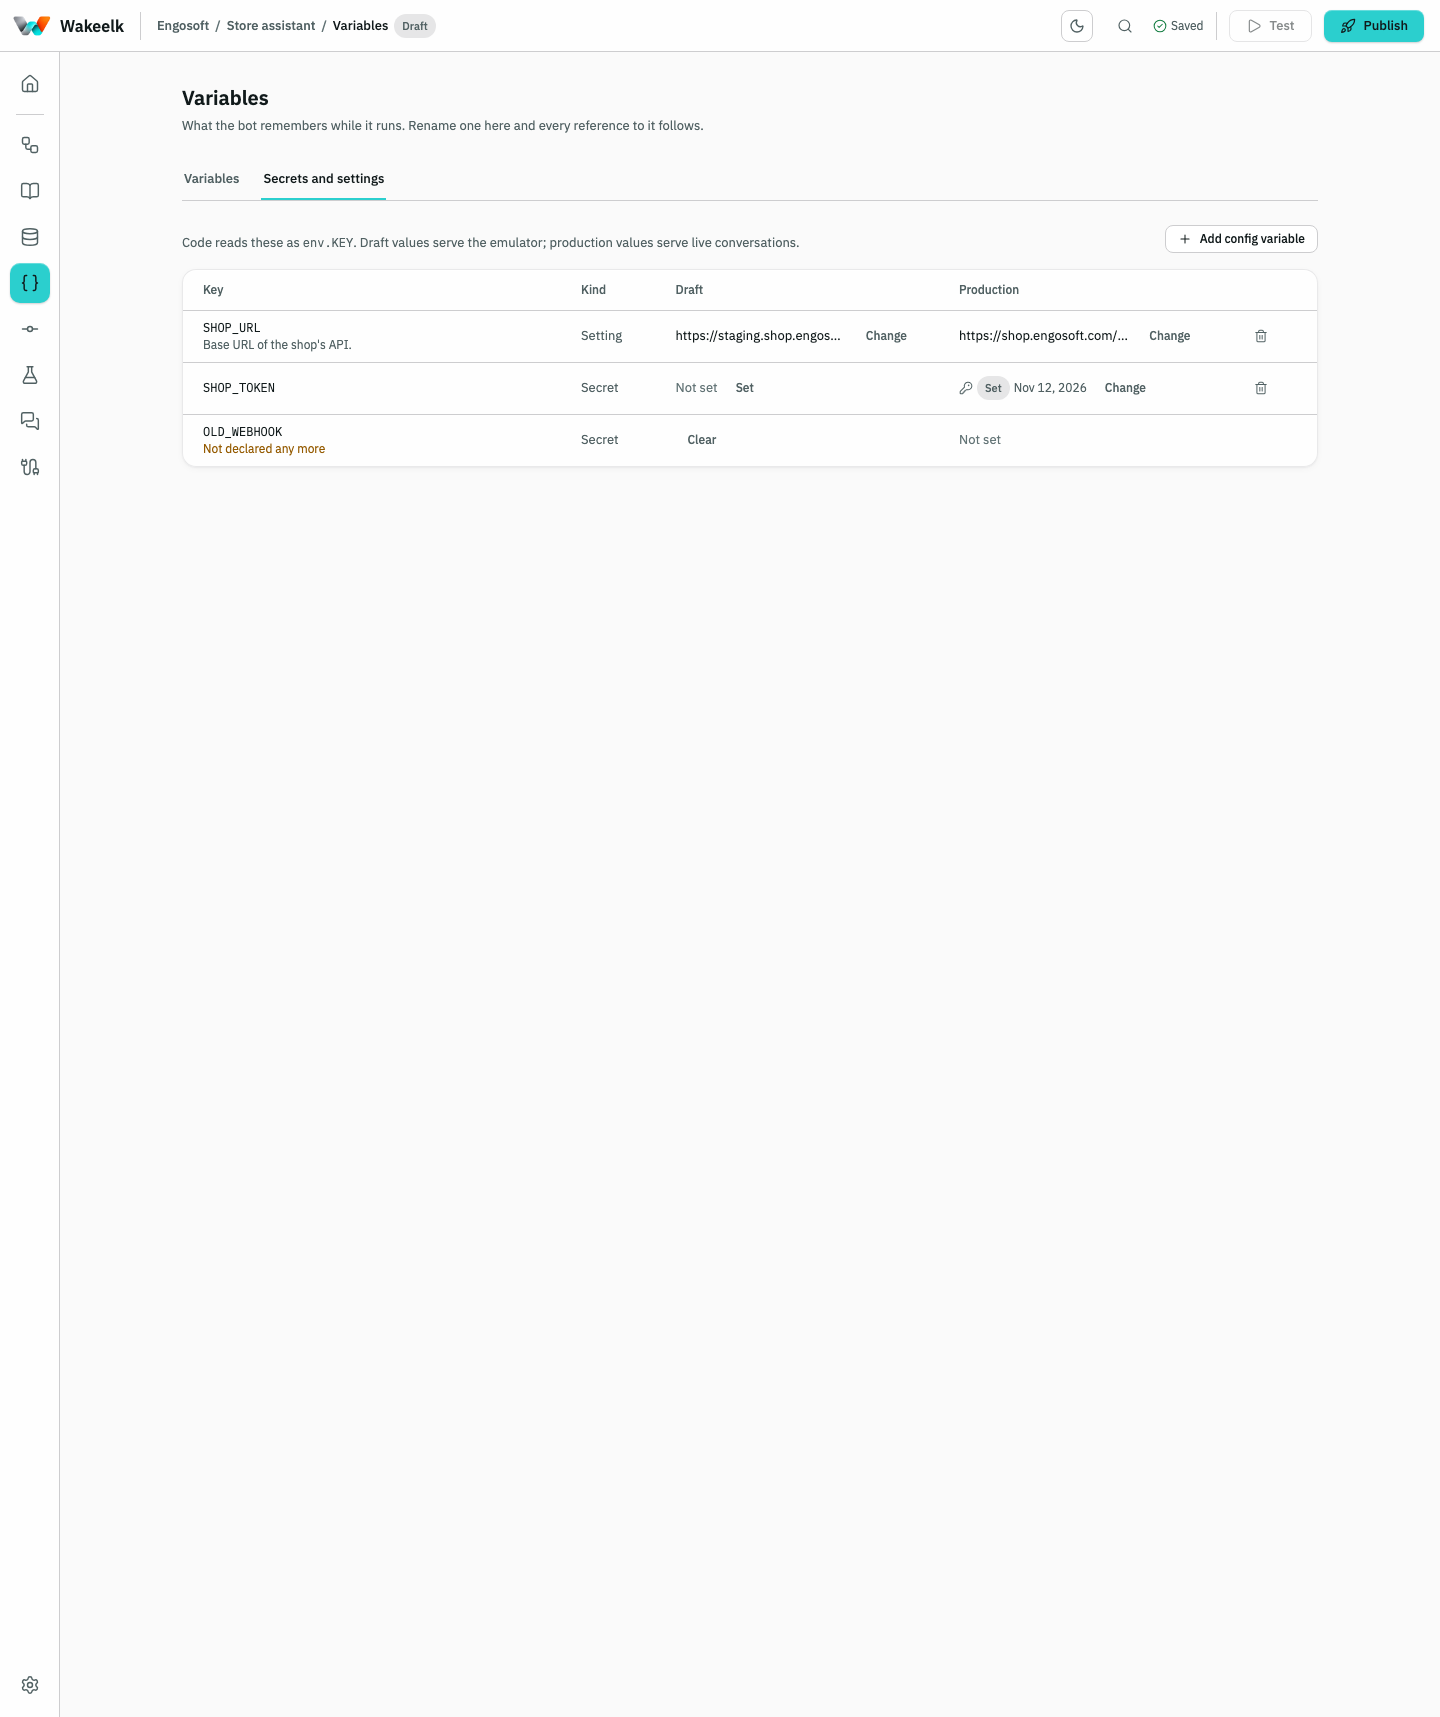 Wakeelk
Engosoft / Store assistant / Variables Draft
Saved
Test
Publish
Variables
What the bot remembers while it runs. Rename one here and every reference to it follows.
Variables
Secrets and settings
Code reads these as env.KEY. Draft values serve the emulator; production values serve live conversations.
Add config variable
Key Kind Draft Production
SHOP_URL
Base URL of the shop's API.
Setting
https://staging.shop.engos... Change
https://shop.engosoft.com/... Change
SHOP_TOKEN
Secret
Not set Set
Set Nov 12, 2026 Change
OLD_WEBHOOK
Not declared any more
Secret
Clear
Not set